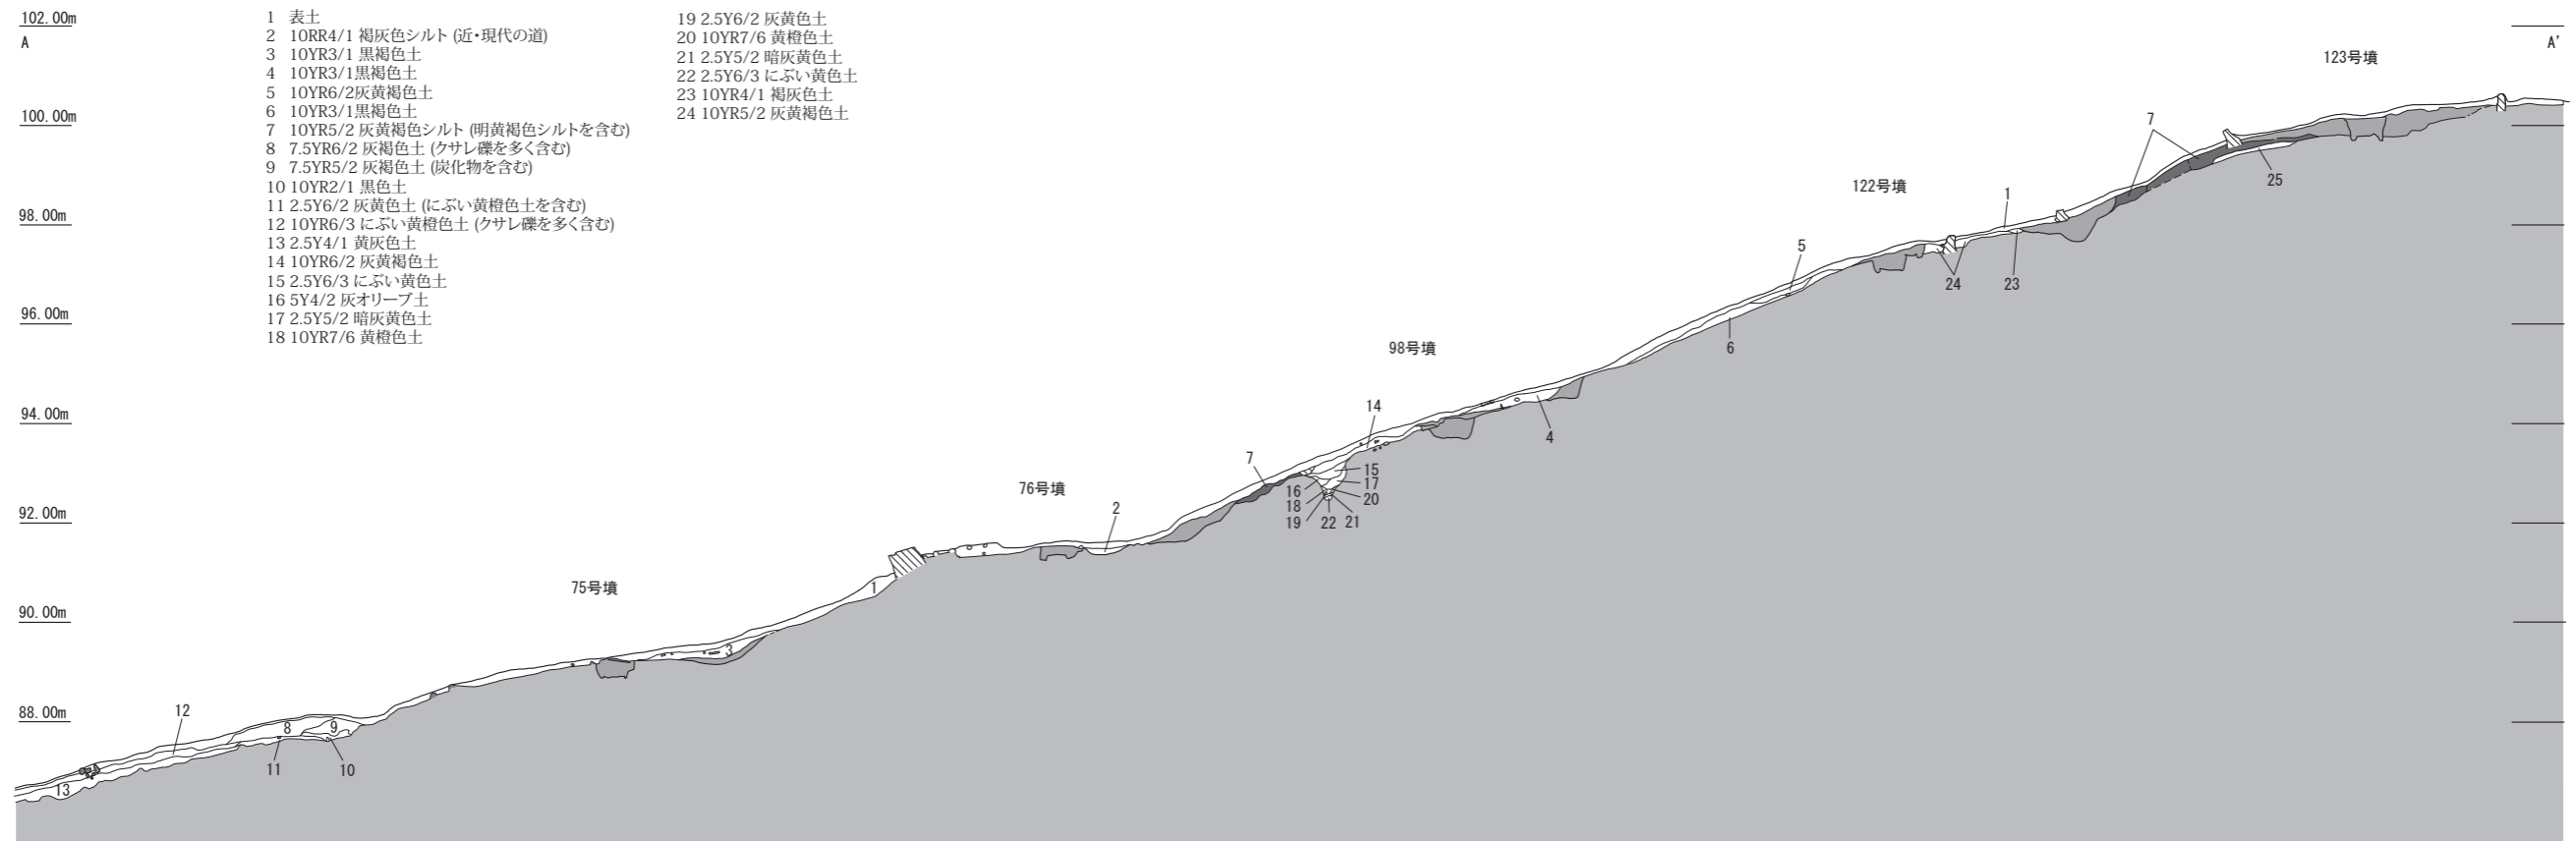 102.00m
A
1 表土
2 10RR4/1 褐灰色シルト (近・現代の道)
3 10YR3/1 黒褐色土
4 10YR3/1黒褐色土
5 10YR6/2灰黄褐色土
6 10YR3/1黒褐色土
7 10YR5/2 灰黄褐色シルト (明黄褐色シルトを含む)
8 7.5YR6/2 灰褐色土 (クサレ礫を多く含む)
9 7.5YR5/2 灰褐色土 (炭化物を含む)
10 10YR2/1 黒色土
11 2.5Y6/2 灰黄色土 (にぶい黄橙色土を含む)
12 10YR6/3 にぶい黄橙色土 (クサレ礫を多く含む)
13 2.5Y4/1 黄灰色土
14 10YR6/2 灰黄褐色土
15 2.5Y6/3 にぶい黄色土
16 5Y4/2 灰オリーブ土
17 2.5Y5/2 暗灰黄色土
18 10YR7/6 黄橙色土
19 2.5Y6/2 灰黄色土
20 10YR7/6 黄橙色土
21 2.5Y5/2 暗灰黄色土
22 2.5Y6/3 にぶい黄色土
23 10YR4/1 褐灰色土
24 10YR5/2 灰黄褐色土
A'
123号墳
100.00m
7
25
122号墳
1
98.00m
5
24
23
96.00m
6
98号墳
94.00m
14
4
7
15
76号墳
16
17
18
20
92.00m
2
19
22
21
75号墳
1
90.00m
3
88.00m
12
8
9
11
10
13